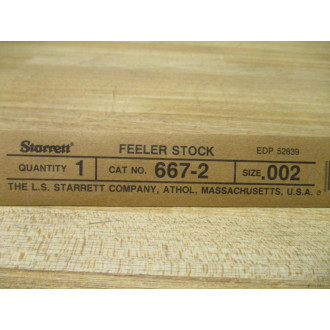 Starrett FEELER STOCK EDP 52839
QUANTITY 1 CAT NO. 667-2 SIZE .002
THE L.S. STARRETT COMPANY, ATHOL, MASSACHUSETTS, U.S.A.